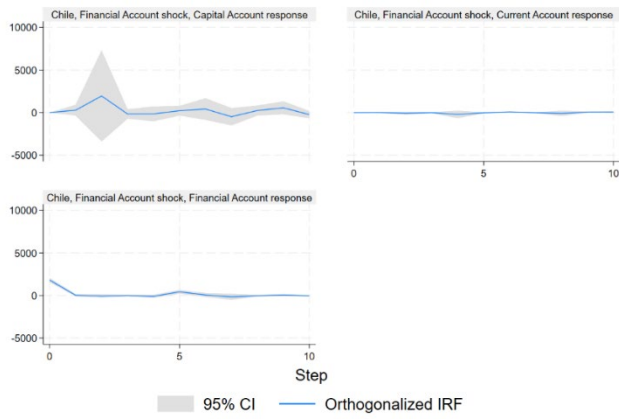 Chile, Financial Account shock, Capital Account response
Chile, Financial Account shock, Current Account response
10000
5000
0
-5000
0
5
10
Chile, Financial Account shock, Financial Account response
10000
5000
0
-5000
0
5
10
Step
95% CI
Orthogonalized IRF